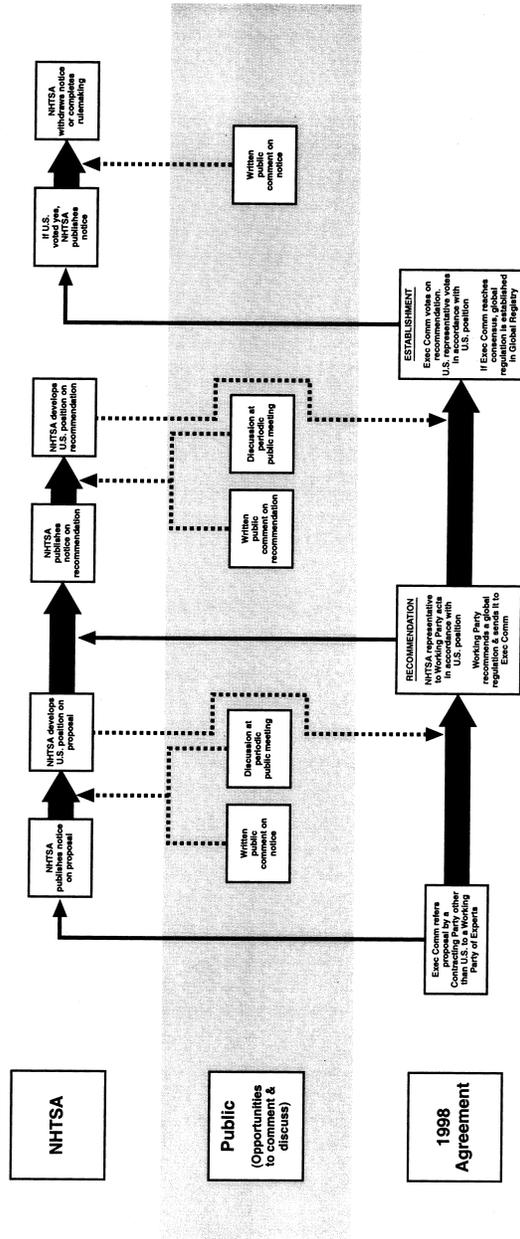 NHTSA
NHTSA
publishes notice
on proposal
NHTSA develops
U.S. position on
proposal
NHTSA
publishes
notice on
recommendation
NHTSA develops
U.S. position on
recommendation
If U.S.
voted yes,
NHTSA
publishes
notice
NHTSA
withdraws notice
or completes
rulemaking
Public
(Opportunities
to comment &
discuss)
Written
public
comment on
notice
Discussion at
periodic
public meeting
Written
public
comment on
recommendation
Discussion at
periodic
public meeting
Written
public
comment on
notice
1998
Agreement
Exec Comm refers
proposal by a
Contracting Party other
than U.S. to a Working
Party of Experts
RECOMMENDATION
NHTSA representative
to Working Party acts
in accordance with
U.S. position
Working Party
recommends a global
regulation & sends it to
Exec Comm
ESTABLISHMENT
Exec Comm votes on
recommendation.
U.S. representative votes
in accordance with
U.S. position
If Exec Comm reaches
consensus, global
regulation is established
in Global Registry